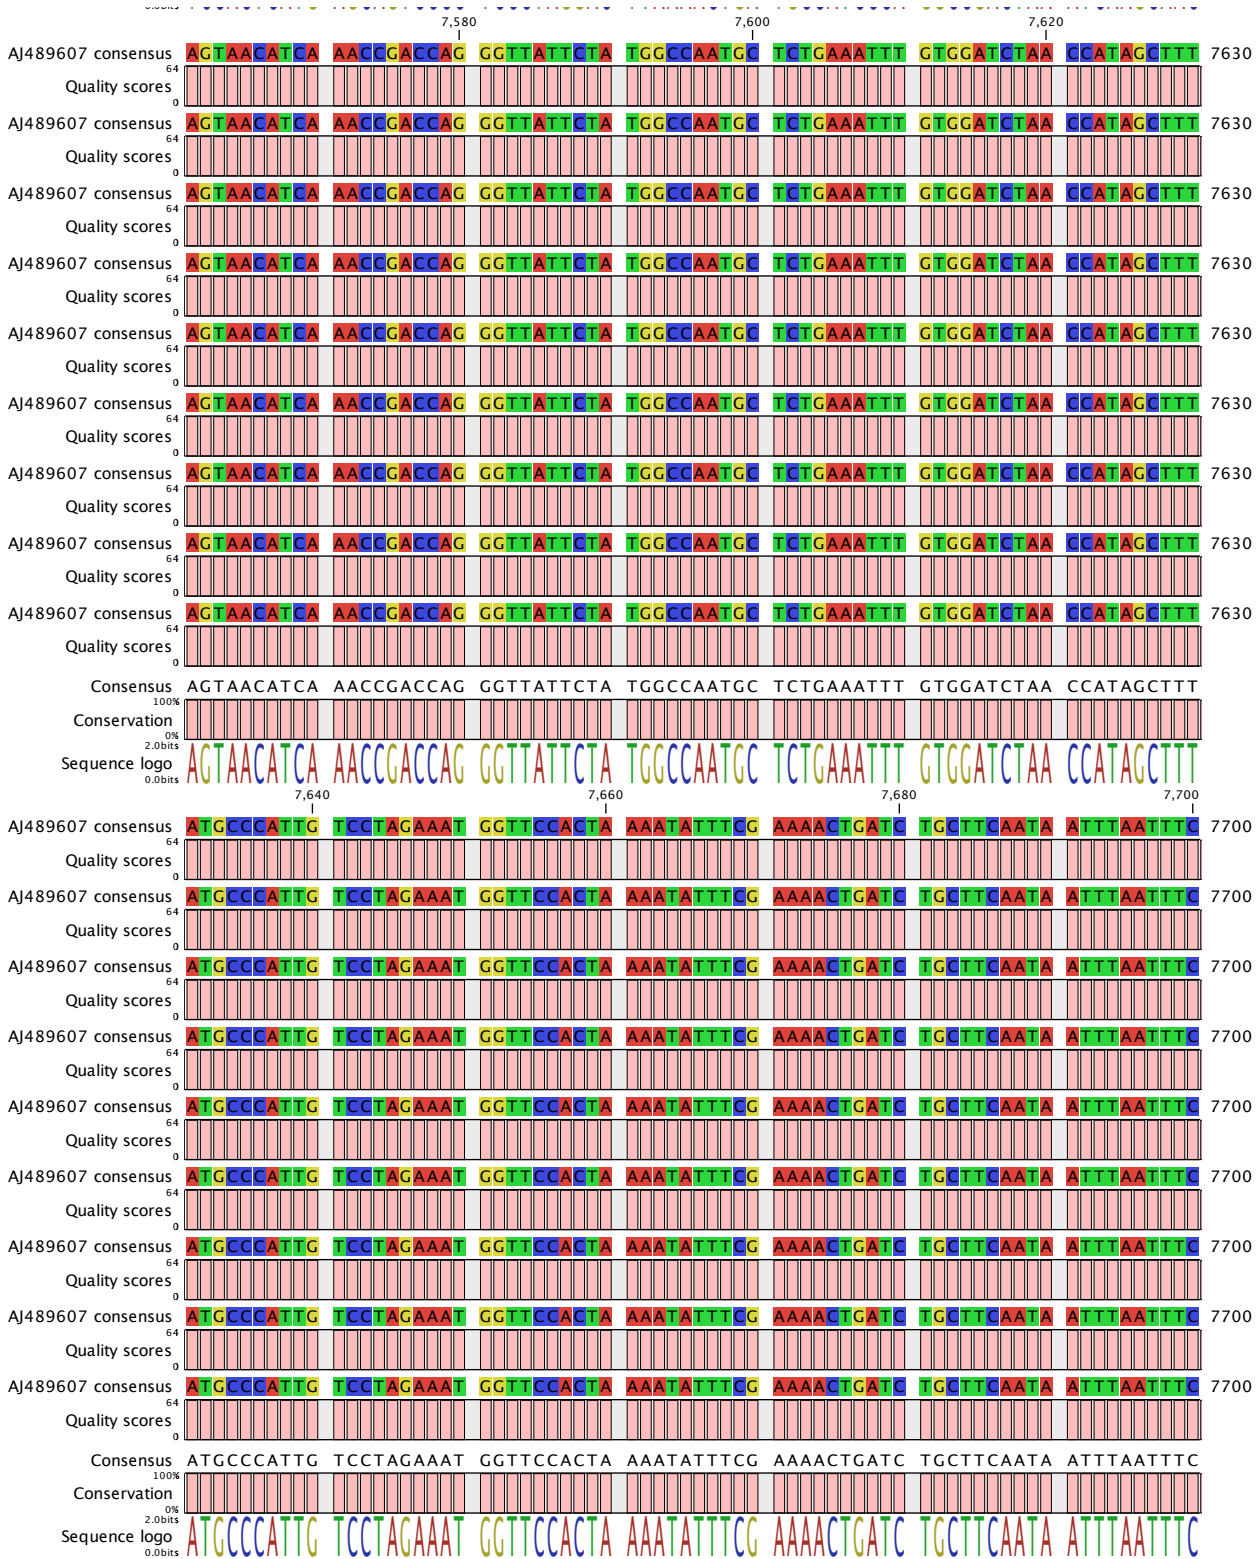 0.0bits
7,580 7,600 7,620
AJ489607 consensus AGTAACATCA AACCGACCAG GGTTATTCTA TGGCCAATGC TCTGAAATTT GTGGATCTAA CCATAGCTTT 7630
64
Quality scores
0
AJ489607 consensus AGTAACATCA AACCGACCAG GGTTATTCTA TGGCCAATGC TCTGAAATTT GTGGATCTAA CCATAGCTTT 7630
64
Quality scores
0
AJ489607 consensus AGTAACATCA AACCGACCAG GGTTATTCTA TGGCCAATGC TCTGAAATTT GTGGATCTAA CCATAGCTTT 7630
64
Quality scores
0
AJ489607 consensus AGTAACATCA AACCGACCAG GGTTATTCTA TGGCCAATGC TCTGAAATTT GTGGATCTAA CCATAGCTTT 7630
64
Quality scores
0
AJ489607 consensus AGTAACATCA AACCGACCAG GGTTATTCTA TGGCCAATGC TCTGAAATTT GTGGATCTAA CCATAGCTTT 7630
64
Quality scores
0
AJ489607 consensus AGTAACATCA AACCGACCAG GGTTATTCTA TGGCCAATGC TCTGAAATTT GTGGATCTAA CCATAGCTTT 7630
64
Quality scores
0
AJ489607 consensus AGTAACATCA AACCGACCAG GGTTATTCTA TGGCCAATGC TCTGAAATTT GTGGATCTAA CCATAGCTTT 7630
64
Quality scores
0
AJ489607 consensus AGTAACATCA AACCGACCAG GGTTATTCTA TGGCCAATGC TCTGAAATTT GTGGATCTAA CCATAGCTTT 7630
64
Quality scores
0
AJ489607 consensus AGTAACATCA AACCGACCAG GGTTATTCTA TGGCCAATGC TCTGAAATTT GTGGATCTAA CCATAGCTTT 7630
64
Quality scores
0
Consensus AGTAACATCA AACCGACCAG GGTTATTCTA TGGCCAATGC TCTGAAATTT GTGGATCTAA CCATAGCTTT
100%
Conservation
0%
2.0bits
Sequence logo AGTAACATCA AACCGACCAG GGTTATTCTA TGGCCAATGC TCTGAAATTT GTGGATCTAA CCATAGCTTT
0.0bits
7,640 7,660 7,680 7,700
AJ489607 consensus ATGCCCATTG TCCTAGAAAT GGTTCCACTA AAATATTTCG AAAACTGATC TGCTTCAATA ATTTAATTTC 7700
64
Quality scores
0
AJ489607 consensus ATGCCCATTG TCCTAGAAAT GGTTCCACTA AAATATTTCG AAAACTGATC TGCTTCAATA ATTTAATTTC 7700
64
Quality scores
0
AJ489607 consensus ATGCCCATTG TCCTAGAAAT GGTTCCACTA AAATATTTCG AAAACTGATC TGCTTCAATA ATTTAATTTC 7700
64
Quality scores
0
AJ489607 consensus ATGCCCATTG TCCTAGAAAT GGTTCCACTA AAATATTTCG AAAACTGATC TGCTTCAATA ATTTAATTTC 7700
64
Quality scores
0
AJ489607 consensus ATGCCCATTG TCCTAGAAAT GGTTCCACTA AAATATTTCG AAAACTGATC TGCTTCAATA ATTTAATTTC 7700
64
Quality scores
0
AJ489607 consensus ATGCCCATTG TCCTAGAAAT GGTTCCACTA AAATATTTCG AAAACTGATC TGCTTCAATA ATTTAATTTC 7700
64
Quality scores
0
AJ489607 consensus ATGCCCATTG TCCTAGAAAT GGTTCCACTA AAATATTTCG AAAACTGATC TGCTTCAATA ATTTAATTTC 7700
64
Quality scores
0
AJ489607 consensus ATGCCCATTG TCCTAGAAAT GGTTCCACTA AAATATTTCG AAAACTGATC TGCTTCAATA ATTTAATTTC 7700
64
Quality scores
0
AJ489607 consensus ATGCCCATTG TCCTAGAAAT GGTTCCACTA AAATATTTCG AAAACTGATC TGCTTCAATA ATTTAATTTC 7700
64
Quality scores
0
Consensus ATGCCCATTG TCCTAGAAAT GGTTCCACTA AAATATTTCG AAAACTGATC TGCTTCAATA ATTTAATTTC
100%
Conservation
0%
2.0bits
Sequence logo ATGCCCATTG TCCTAGAAAT GGTTCCACTA AAATATTTCG AAAACTGATC TGCTTCAATA ATTTAATTTC
0.0bits